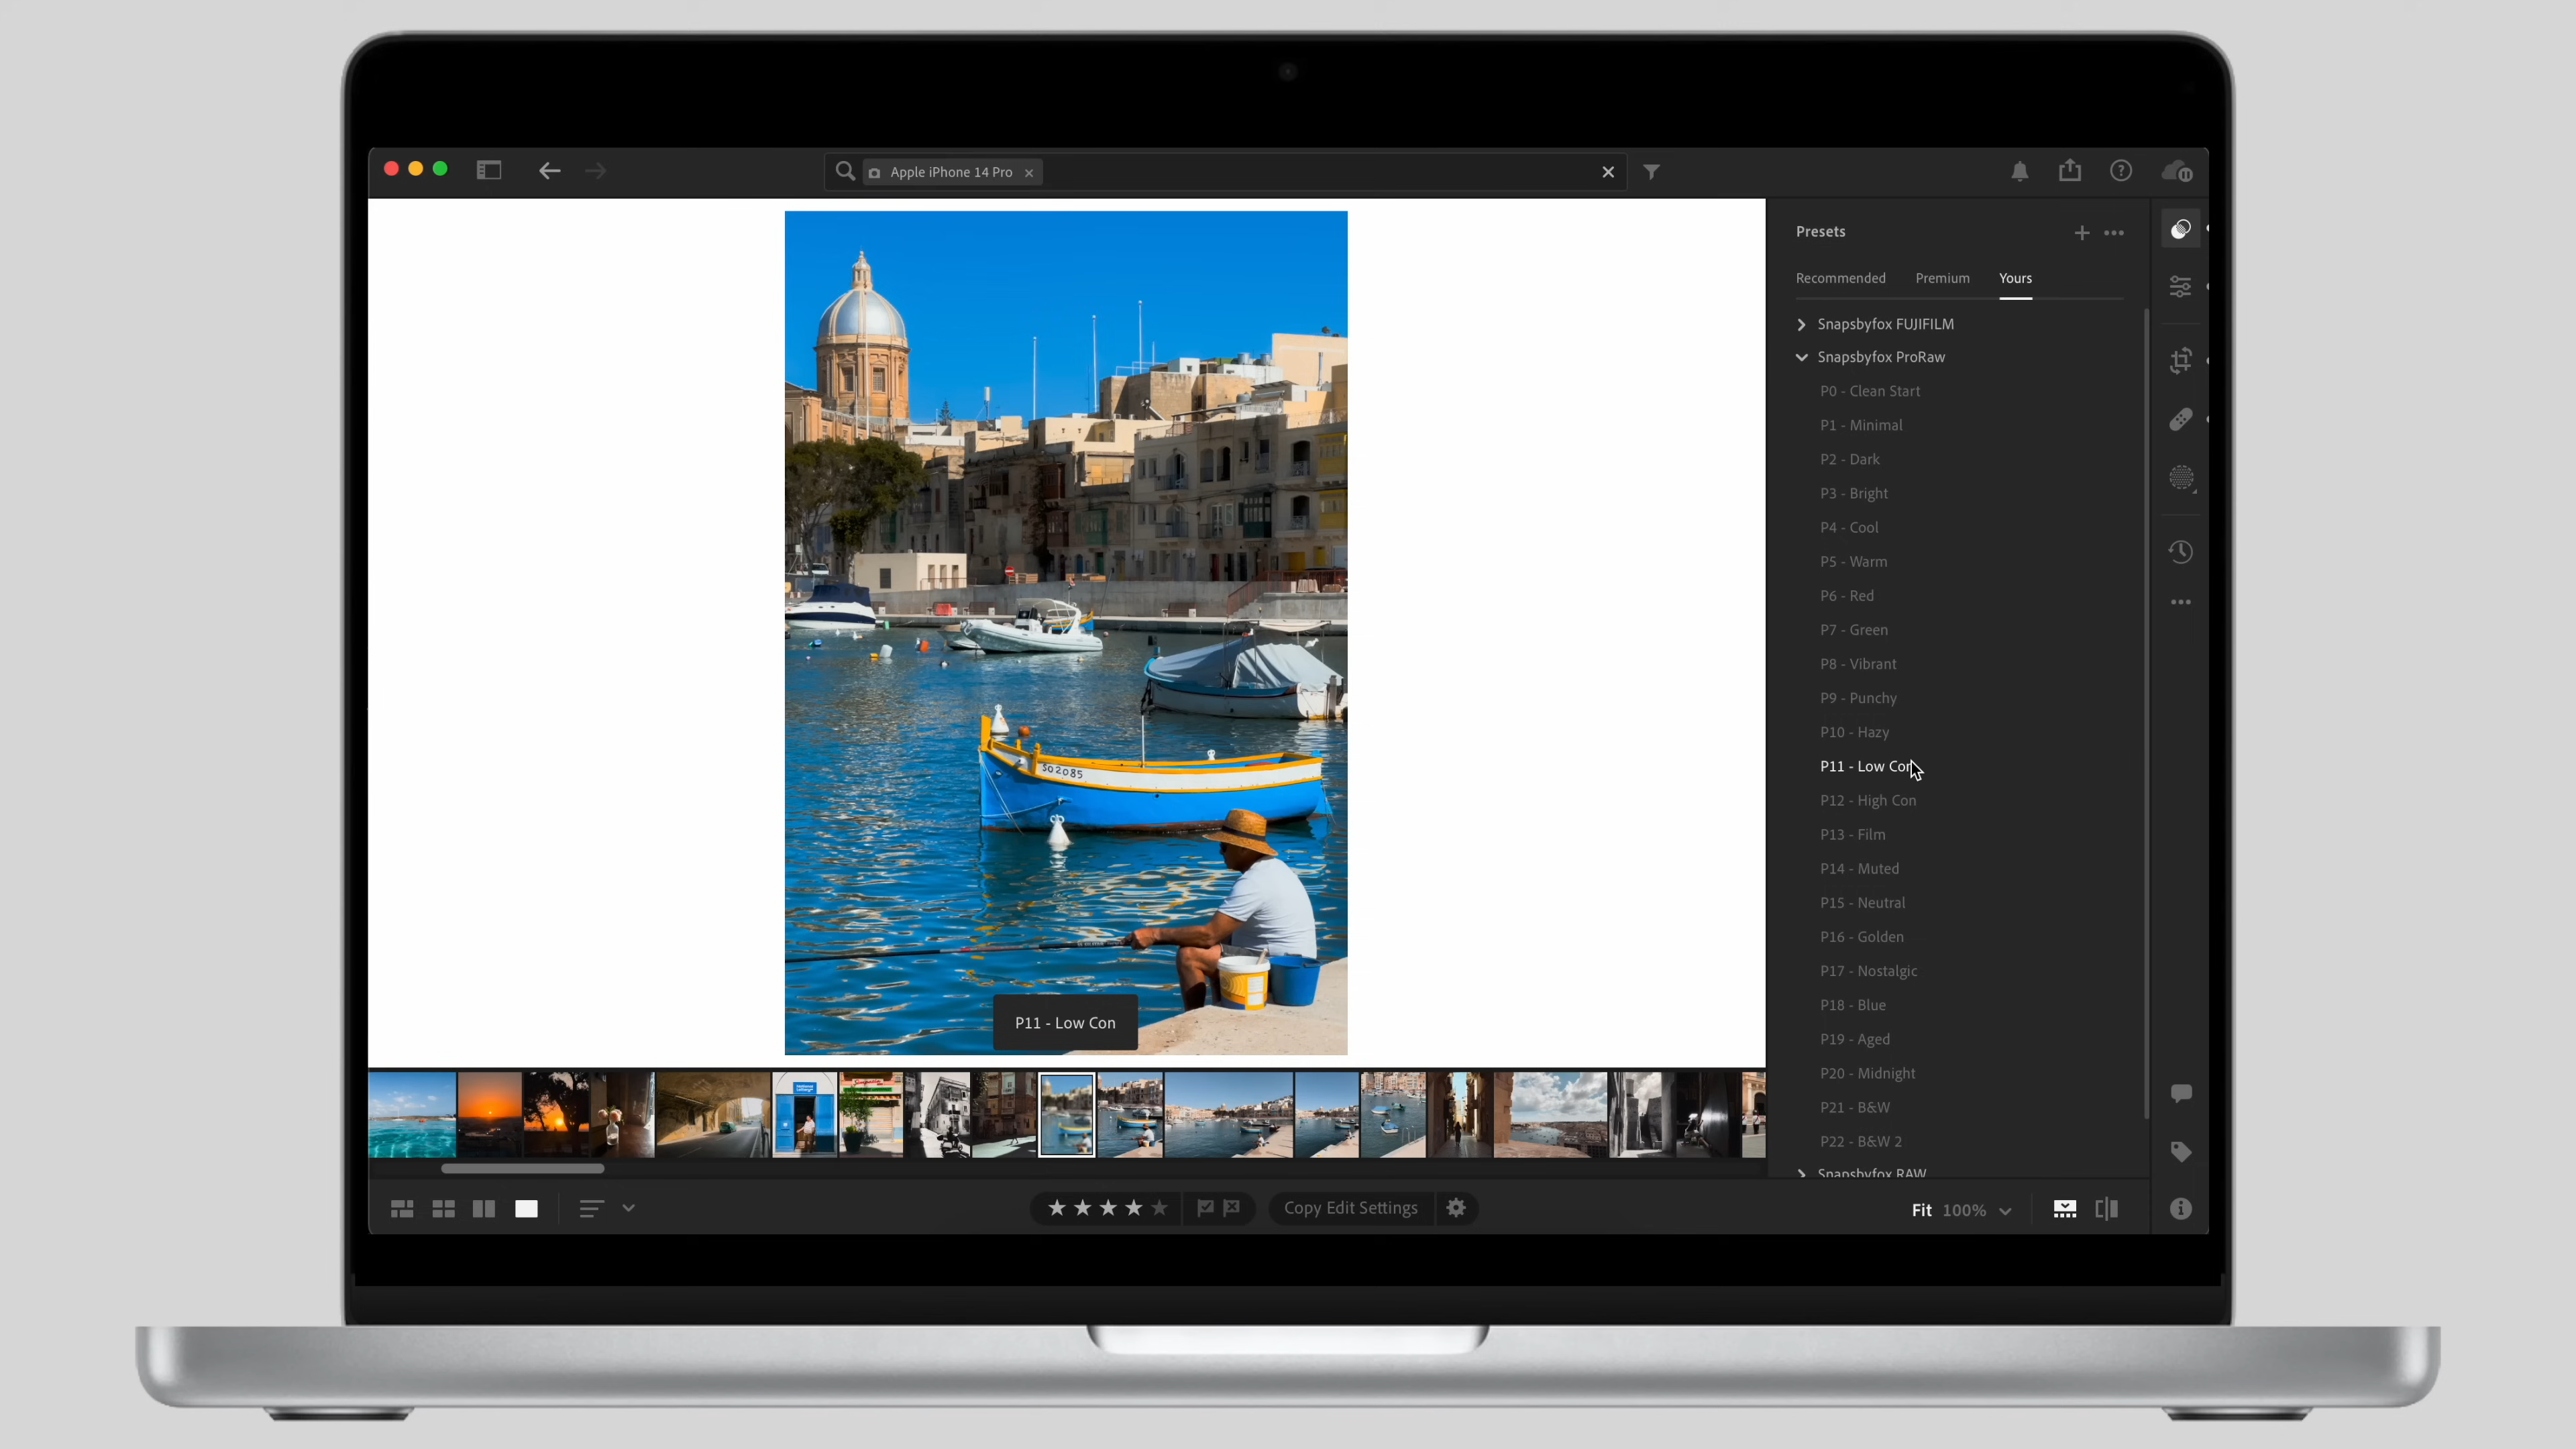 Apple iPhone 14 Pro
Presets
Recommended Premium Yours
Snapsbyfox FUJIFILM
Snapsbyfox ProRaw
P0 - Clean Start
P1 - Minimal
P2 - Dark
P3 - Bright
P4 - Cool
P5 - Warm
P6 - Red
P7 - Green
P8 - Vibrant
P9 - Punchy
P10 - Hazy
P11 - Low Con
P12 - High Con
P13 - Film
P14 - Muted
P15 - Neutral
P16 - Golden
P17 - Nostalgic
P18 - Blue
P19 - Aged
P20 - Midnight
P21 - B&W
P22 - B&W 2
Snapsbyfox RAW
S02085
P11 - Low Con
Copy Edit Settings
Fit 100%